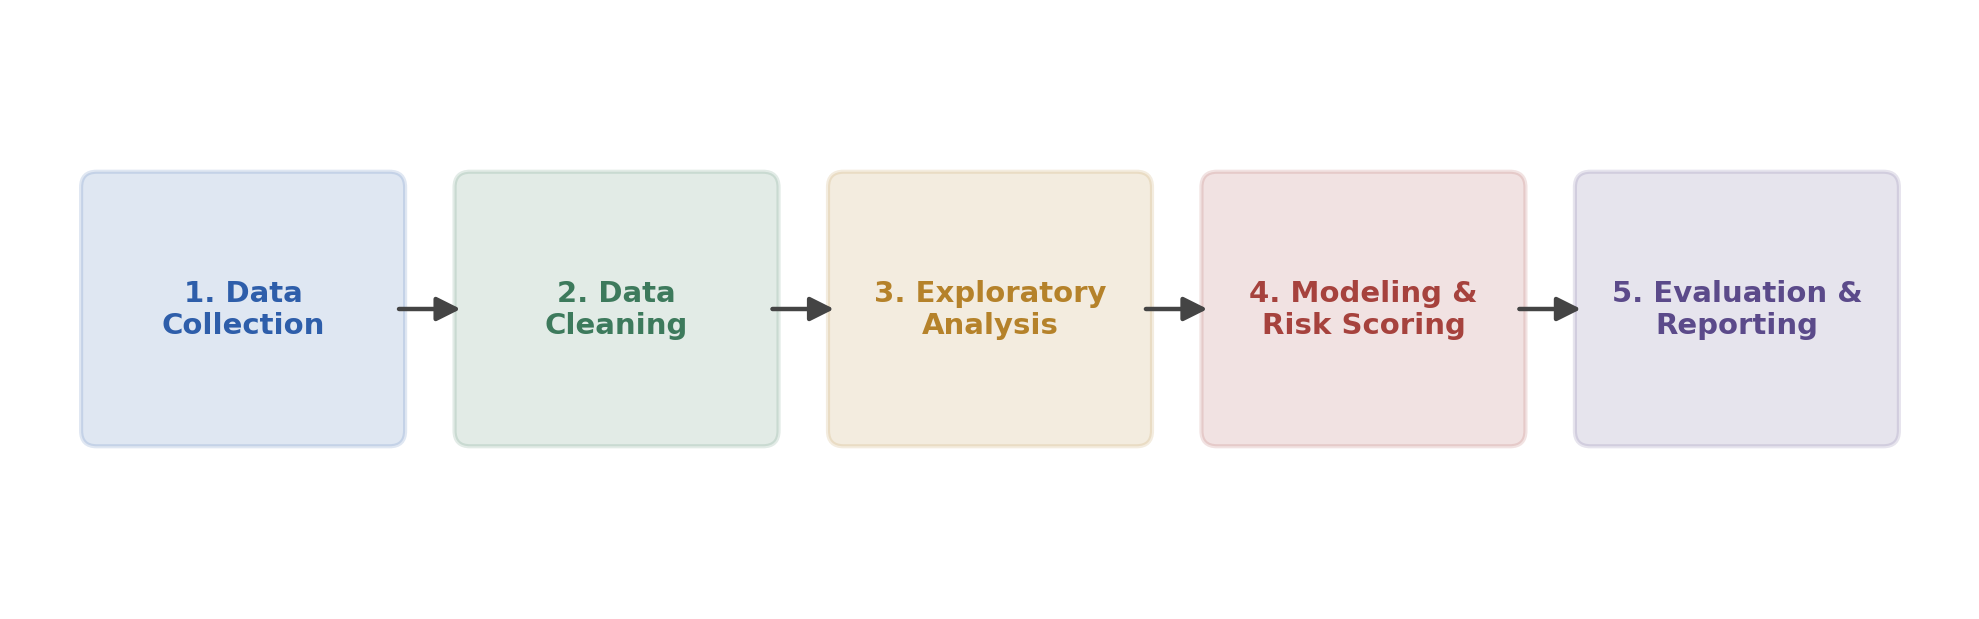 1. Data
Collection
2. Data
Cleaning
3. Exploratory
Analysis
4. Modeling &
Risk Scoring
5. Evaluation &
Reporting